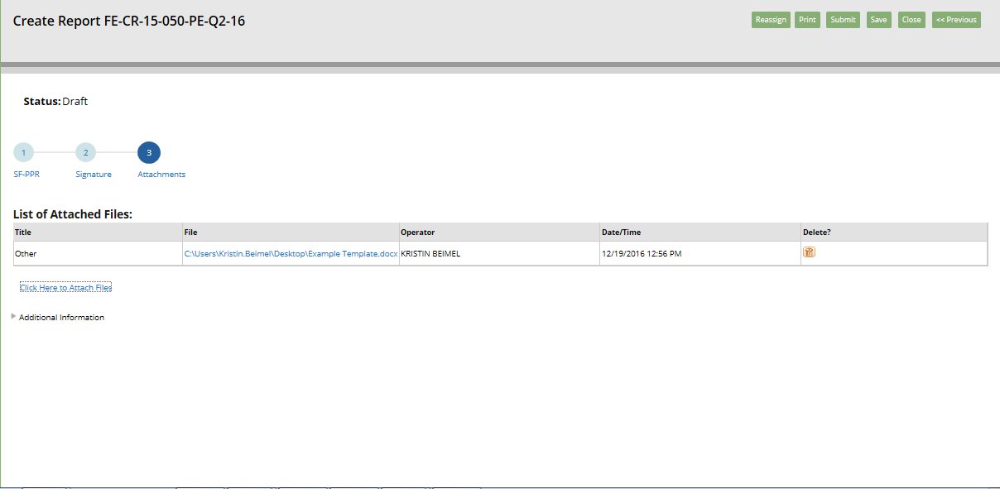 Create Report FE-CR-15-050-PE-Q2-16
Reassign Print Submit Save Close << Previous
Status: Draft
1 2 3
SF-PPR Signature Attachments
List of Attached Files:
Title File Operator Date/Time Delete?
Other C:\Users\Kristin.Beimel\Desktop\Example Template.docx KRISTIN BEIMEL 12/19/2016 12:56 PM
Click Here to Attach Files
Additional Information